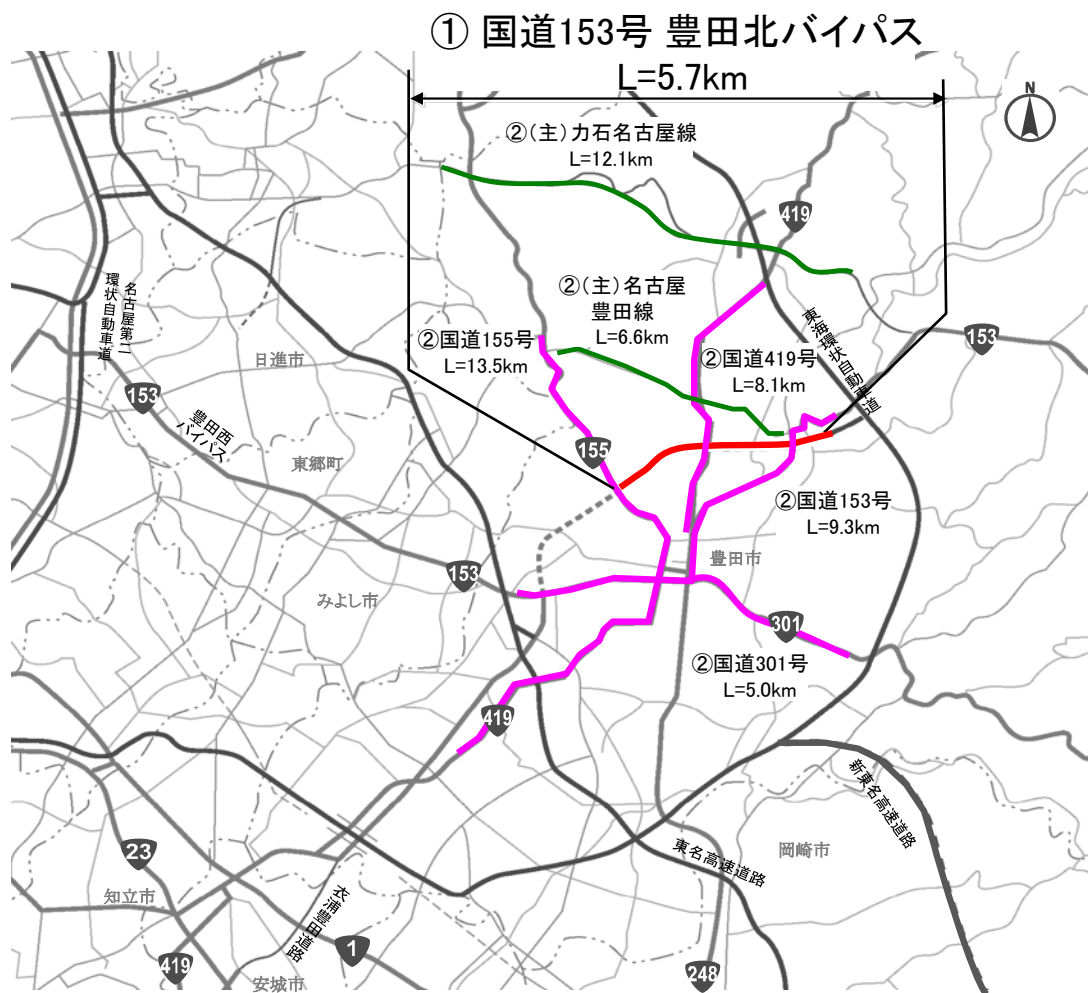 ① 国道153号 豊田北バイパス
L=5.7km
N
②(主)力石名古屋線
L=12.1km
419
②(主)名古屋
豊田線
L=6.6km
名古屋第二
環状自動車道
東海環状自動車道
153
②国道155号
L=13.5km
②国道419号
L=8.1km
日進市
153
豊田西
バイパス
155
東郷町
②国道153号
L=9.3km
豊田市
153
みよし市
301
②国道301号
L=5.0km
419
新東名高速道路
23
東名高速道路
岡崎市
知立市
衣浦豊田道路
1
419
安城市
248